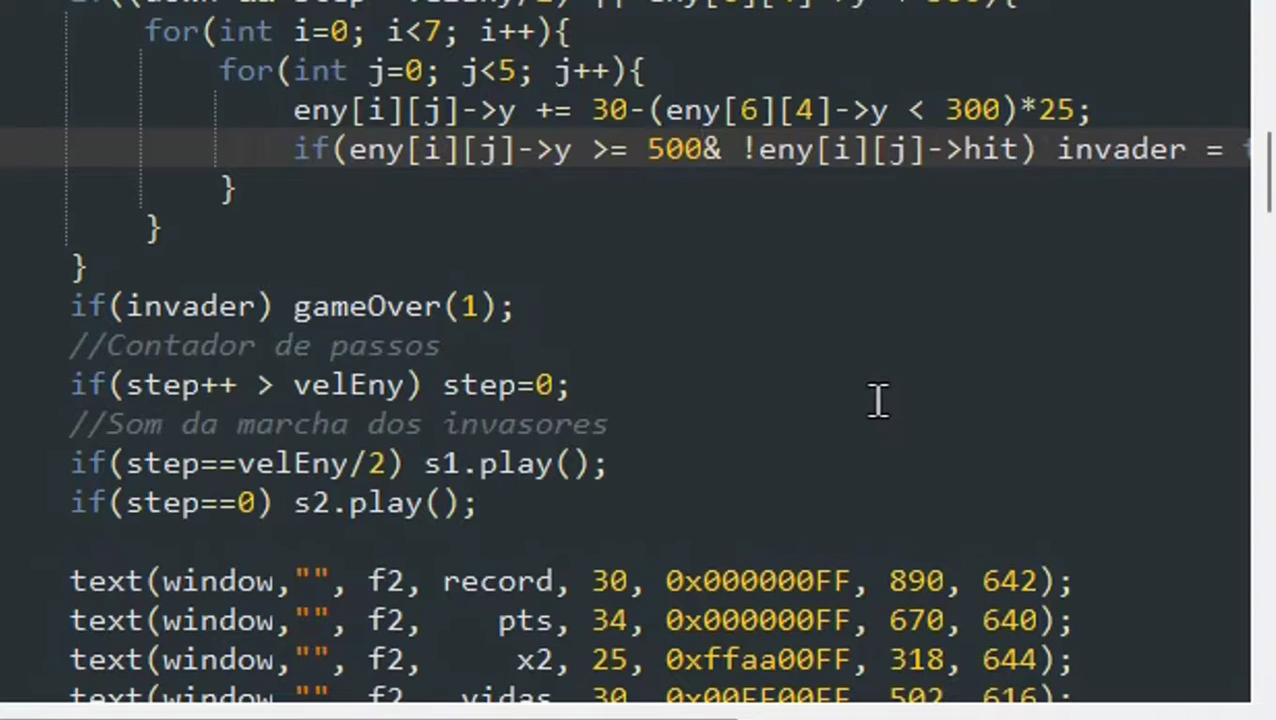 for(int i=0; i<7; i++){
for(int j=0; j<5; j++){
eny[i][j]->y += 30-(eny[6][4]->y < 300)*25;
if(eny[i][j]->y >= 500& !eny[i][j]->hit) invader =
}
}
}
if(invader) gameOver(1);
//Contador de passos
if(step++ > velEny) step=0;
//Som da marcha dos invasores
if(step==velEny/2) s1.play();
if(step==0) s2.play();
text(window,"", f2, record, 30, 0x000000FF, 890, 642);
text(window,"", f2, pts, 34, 0x000000FF, 670, 640);
text(window,"", f2, x2, 25, 0xffaa00FF, 318, 644);
text(window,"", f2, vidas, 30, 0x00FF00FF, 502, 616);